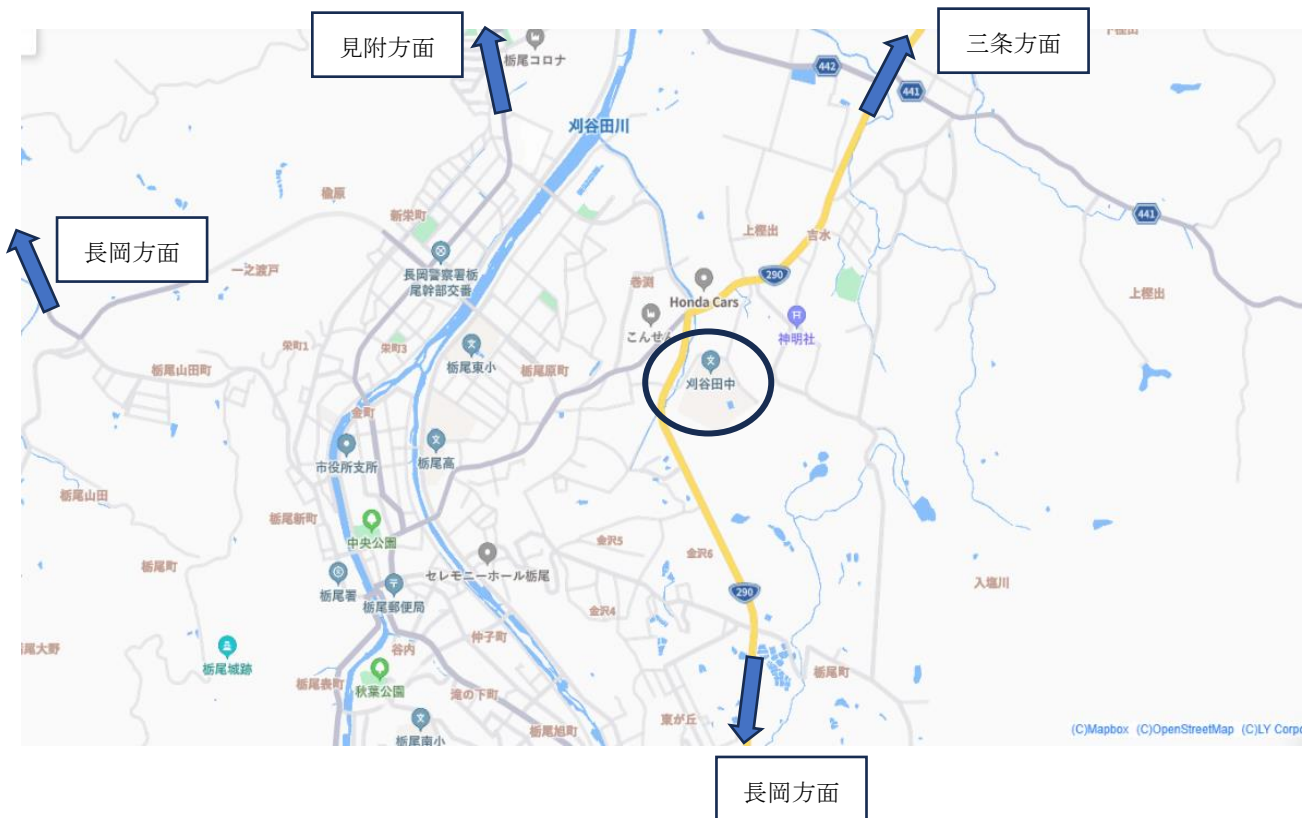 見附方面
三条方面
栃尾コロナ
442
441
刈谷田川
楡原
新栄町
441
長岡方面
上樫出
吉水
一之渡戸
長岡警察署栃
尾幹部交番
290
巻渕
Honda Cars
上樫出
こんせん
神明社
栄町1
栄町3
栃尾東小
栃尾原町
刈谷田中
栃尾山田町
金町
市役所支所
栃尾高
栃尾山田
栃尾新町
中央公園
金沢5
金沢6
栃尾町
セレモニーホール栃尾
入塩川
栃尾署
栃尾郵便局
290
金沢4
仲子町
尾大野
栃尾城跡
谷内
栃尾町
栃尾表町
秋葉公園
滝の下町
東が丘
栃尾南小
栃尾旭町
(C)Mapbox (C)OpenStreetMap (C)LY Corpo
長岡方面